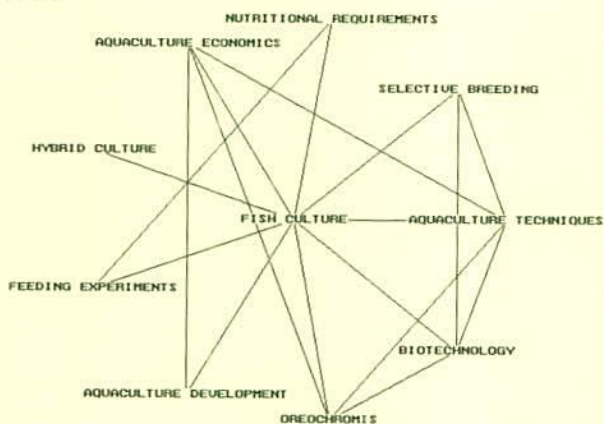 NUTRITIONAL REQUIREMENTS
AQUACULTURE ECONOMICS
SELECTIVE BREEDING
HYBRID CULTURE
FISH CULTURE
AQUACULTURE TECHNIQUES
FEEDING EXPERIMENTS
BIOTECHNOLOGY
AQUACULTURE DEVELOPMENT
OREOCHROMIS